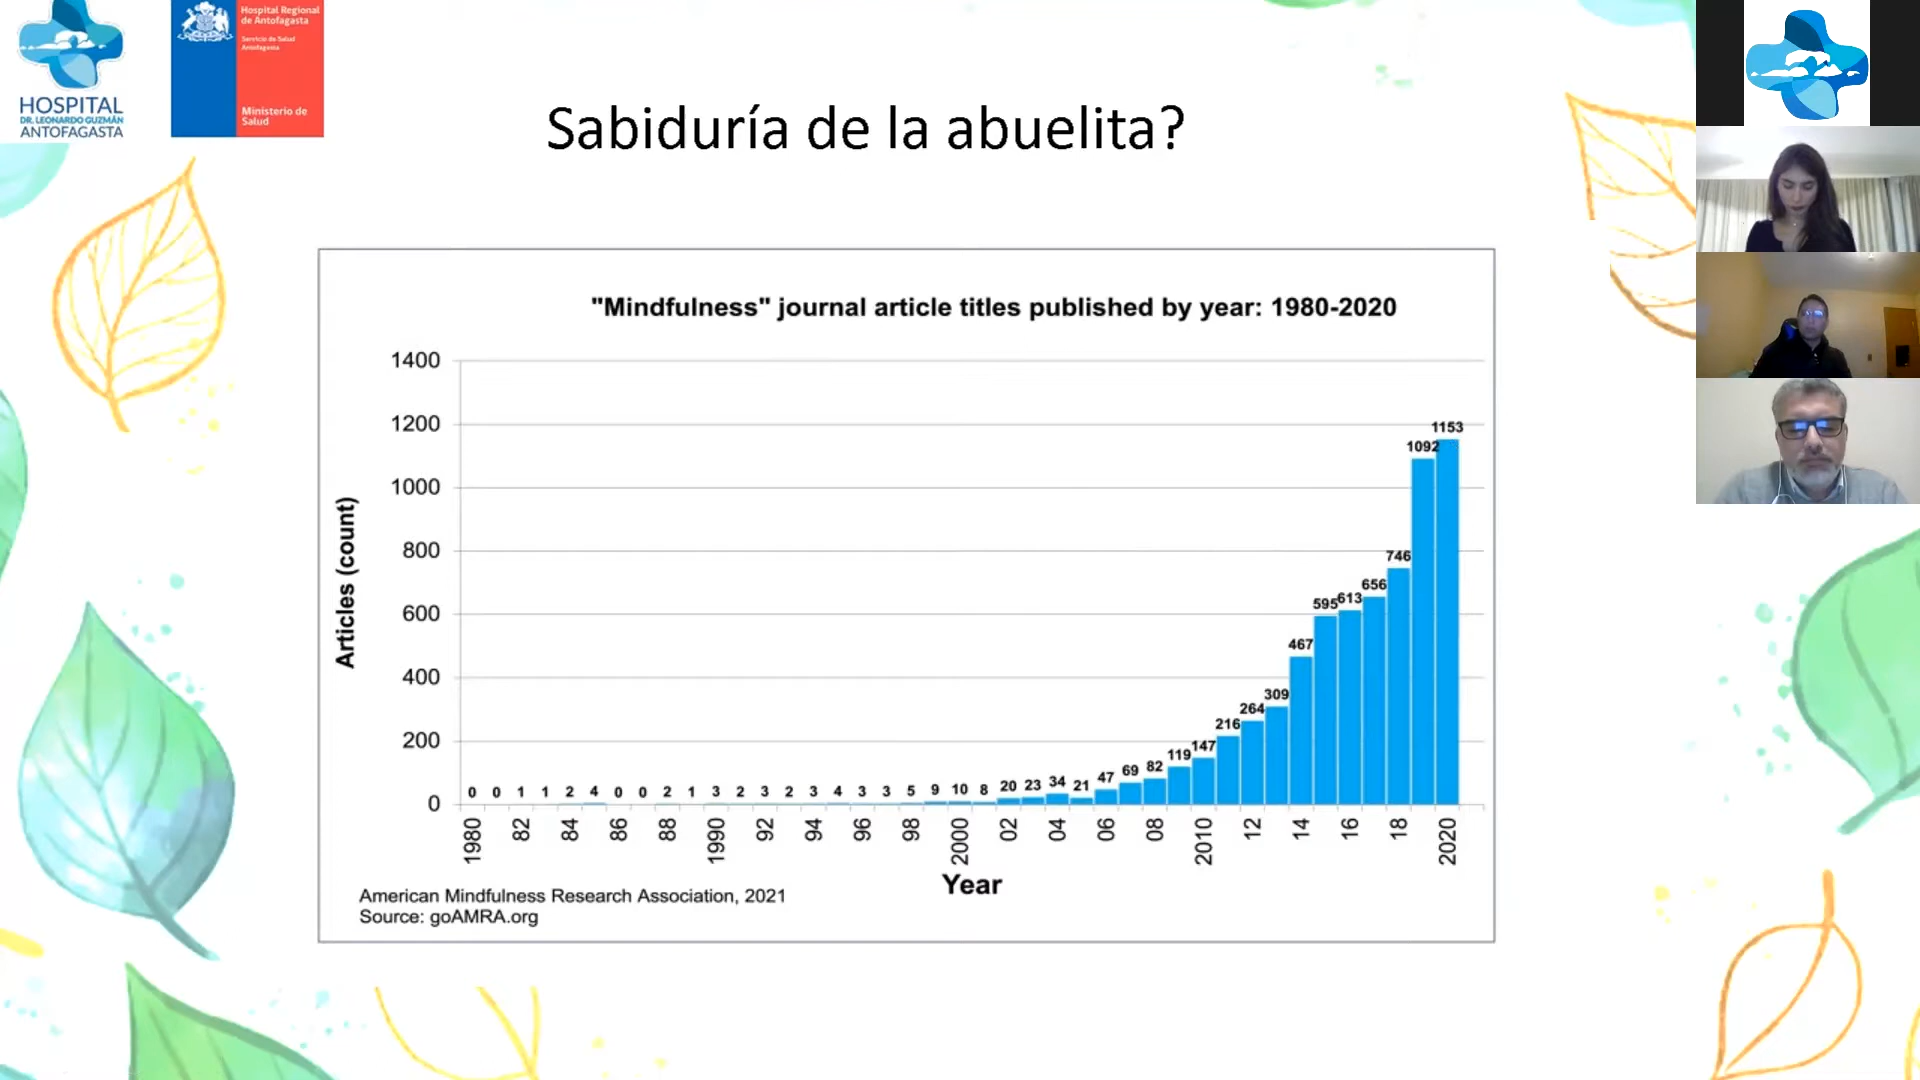 Hospital Regional
de Antofagasta
Servicio de Salud
Antofagasta
Ministerio de
Salud
HOSPITAL
DR. LEONARDO GUZMÁN
ANTOFAGASTA
Sabiduría de la abuelita?
"Mindfulness" journal article titles published by year: 1980-2020
Articles (count)
1400
1200
1000
800
600
400
200
0
0 0 1 1 2 4 0 0 2 1 3 2 3 2 3 4 3 3 5 9 10 8 20 23 34 21 47 69 82 119 147 216 264 309 467 595 613 656 746 1092 1153
1980 82 84 86 88 1990 92 94 96 98 2000 02 04 06 08 2010 12 14 16 18 2020
Year
American Mindfulness Research Association, 2021
Source: goAMRA.org